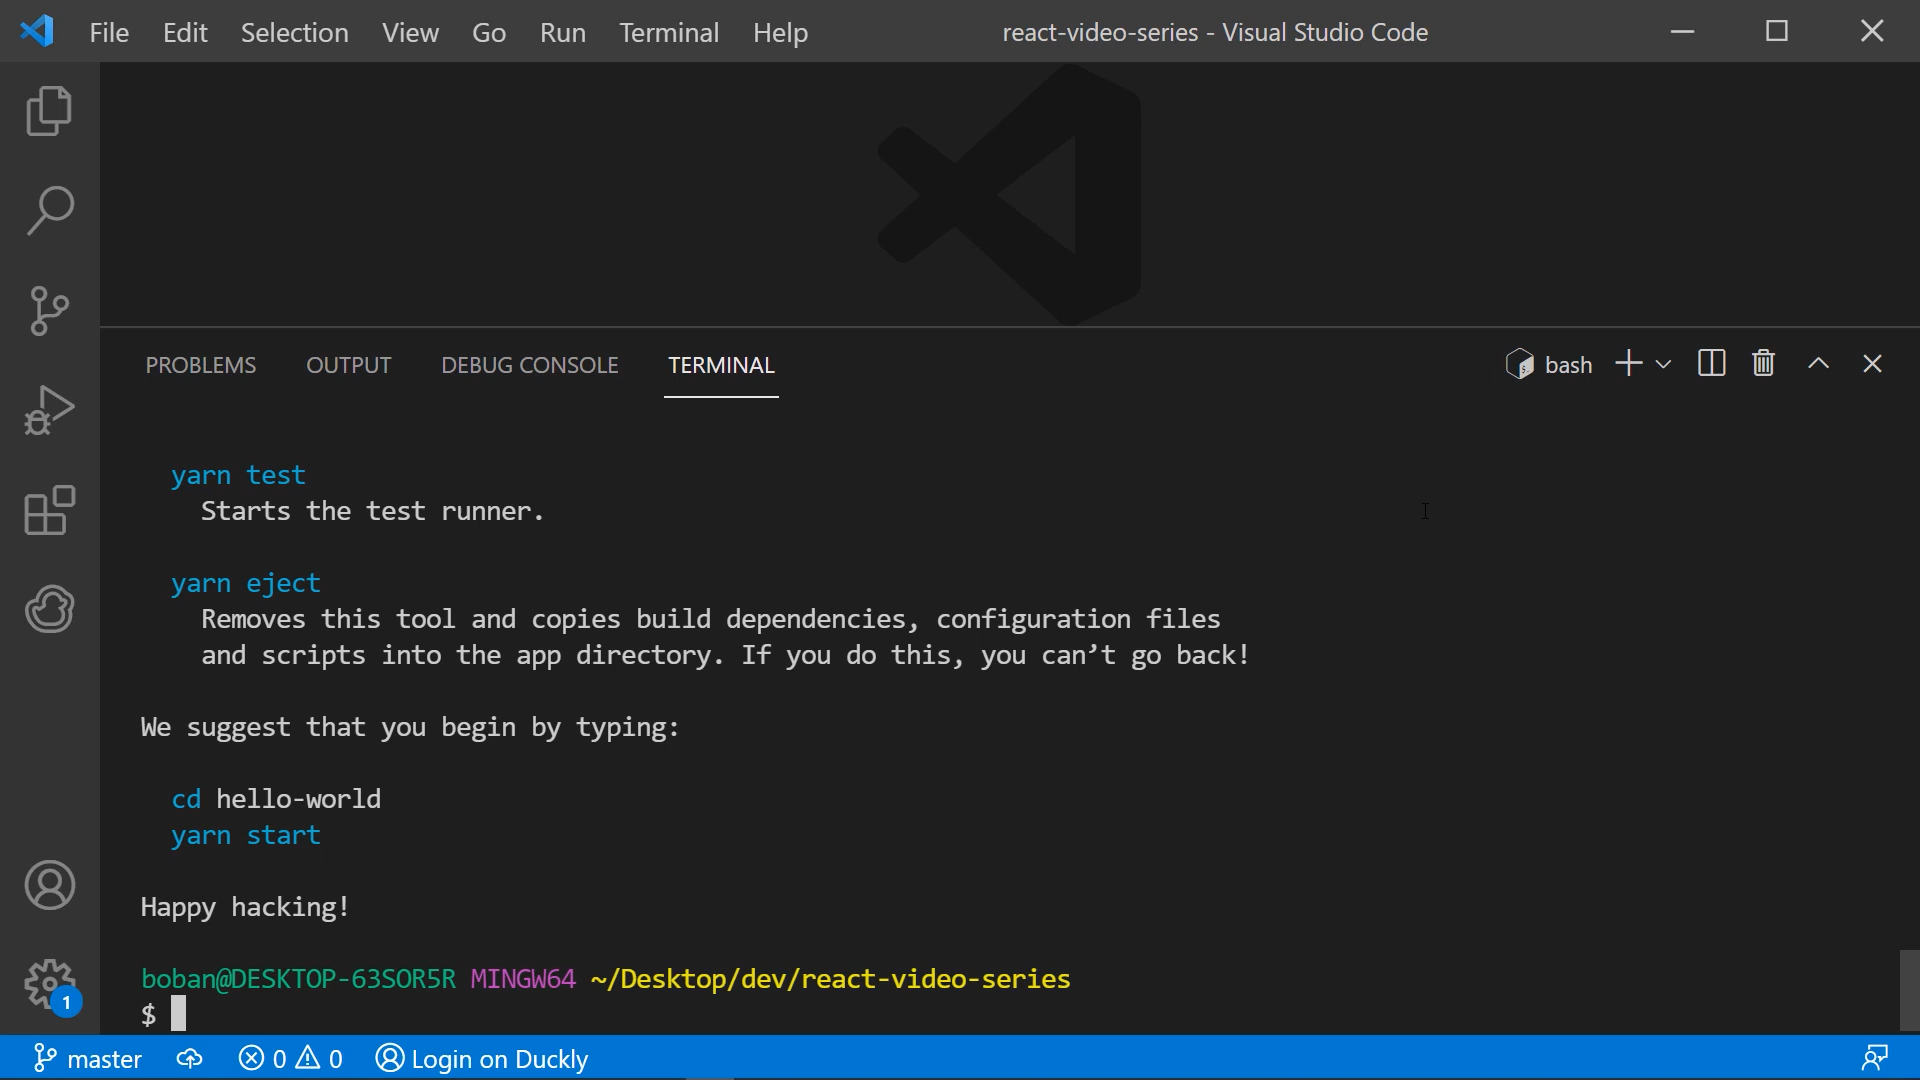 File Edit Selection View Go Run Terminal Help react-video-series - Visual Studio Code
PROBLEMS OUTPUT DEBUG CONSOLE TERMINAL bash
yarn test
Starts the test runner.
yarn eject
Removes this tool and copies build dependencies, configuration files
and scripts into the app directory. If you do this, you can’t go back!
We suggest that you begin by typing:
cd hello-world
yarn start
Happy hacking!
boban@DESKTOP-63SOR5R MINGW64 ~/Desktop/dev/react-video-series
$
1
master 0 0 Login on Duckly